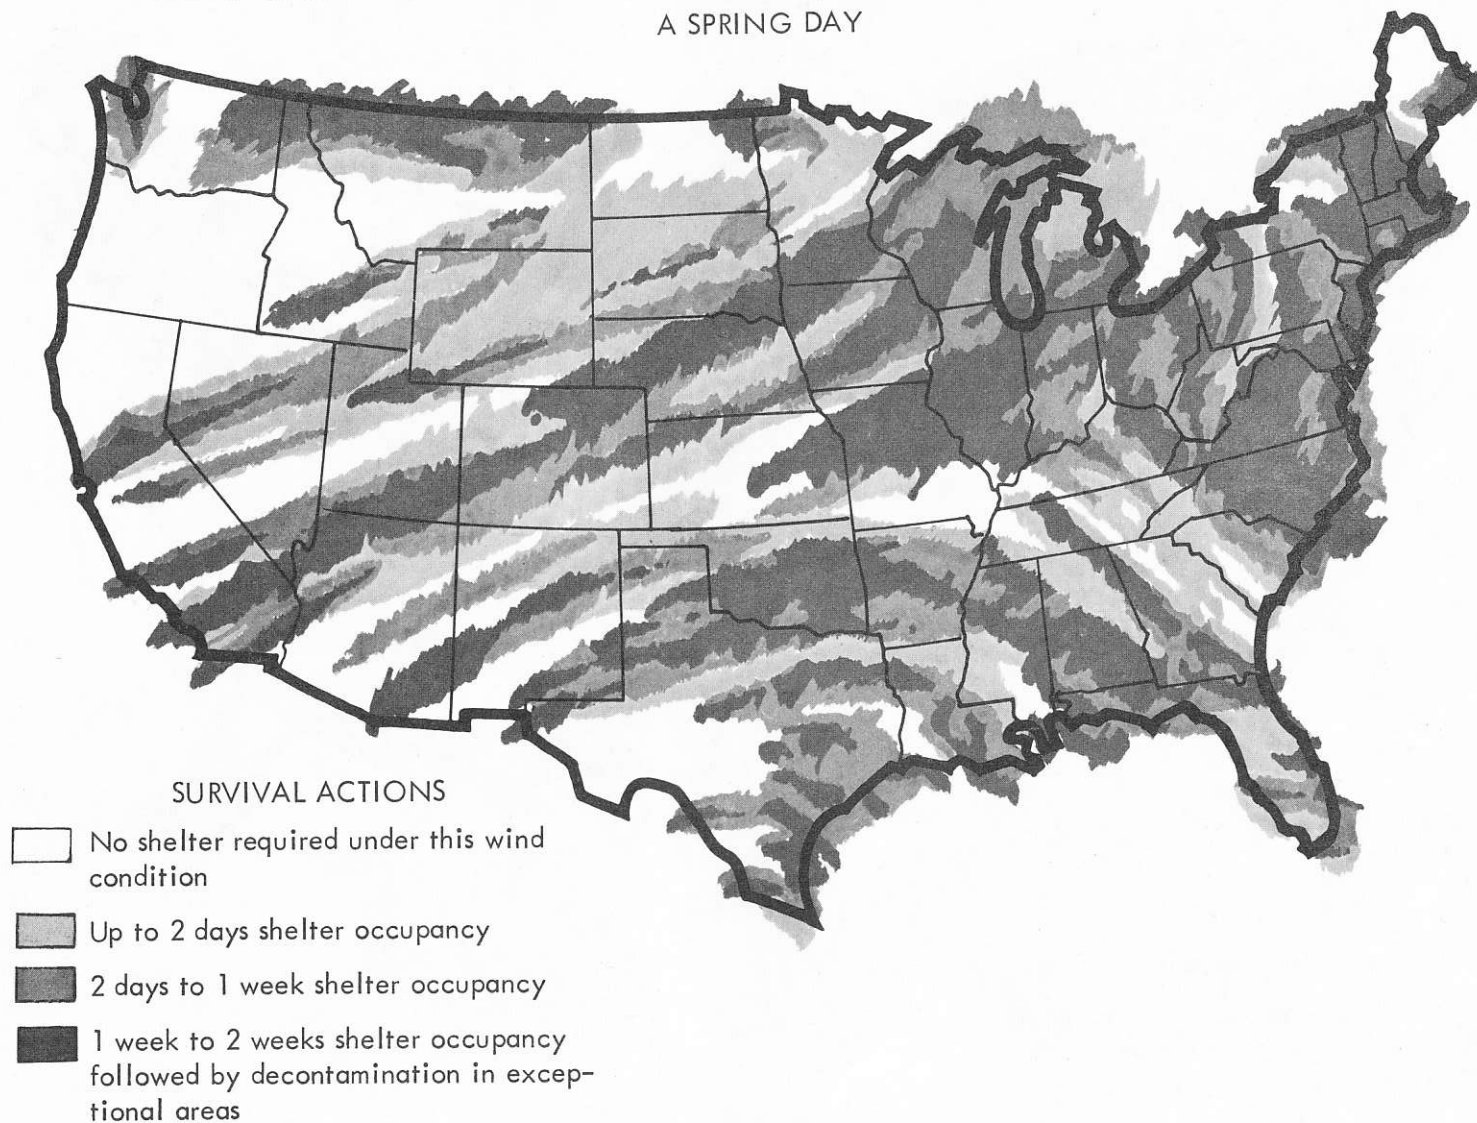 A SPRING DAY
SURVIVAL ACTIONS
No shelter required under this wind
condition
Up to 2 days shelter occupancy
2 days to 1 week shelter occupancy
1 week to 2 weeks shelter occupancy
followed by decontamination in excep-
tional areas